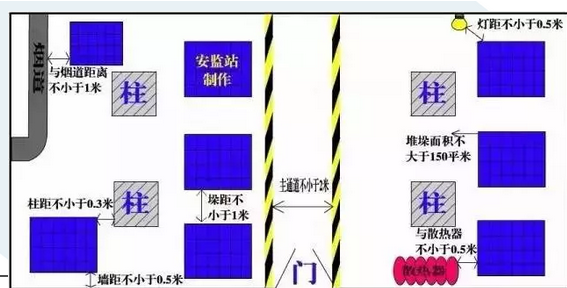 烟道
与烟道距离
不小于1米
柱
安监站
制作
灯距不小于0.5米
柱
堆垛面积不
大于150平米
柱距不小于0.3米
柱
垛距不
小于1米
主通道不小于2米
柱
与散热器
不小于0.5米
墙距不小于0.5米
门
散热器